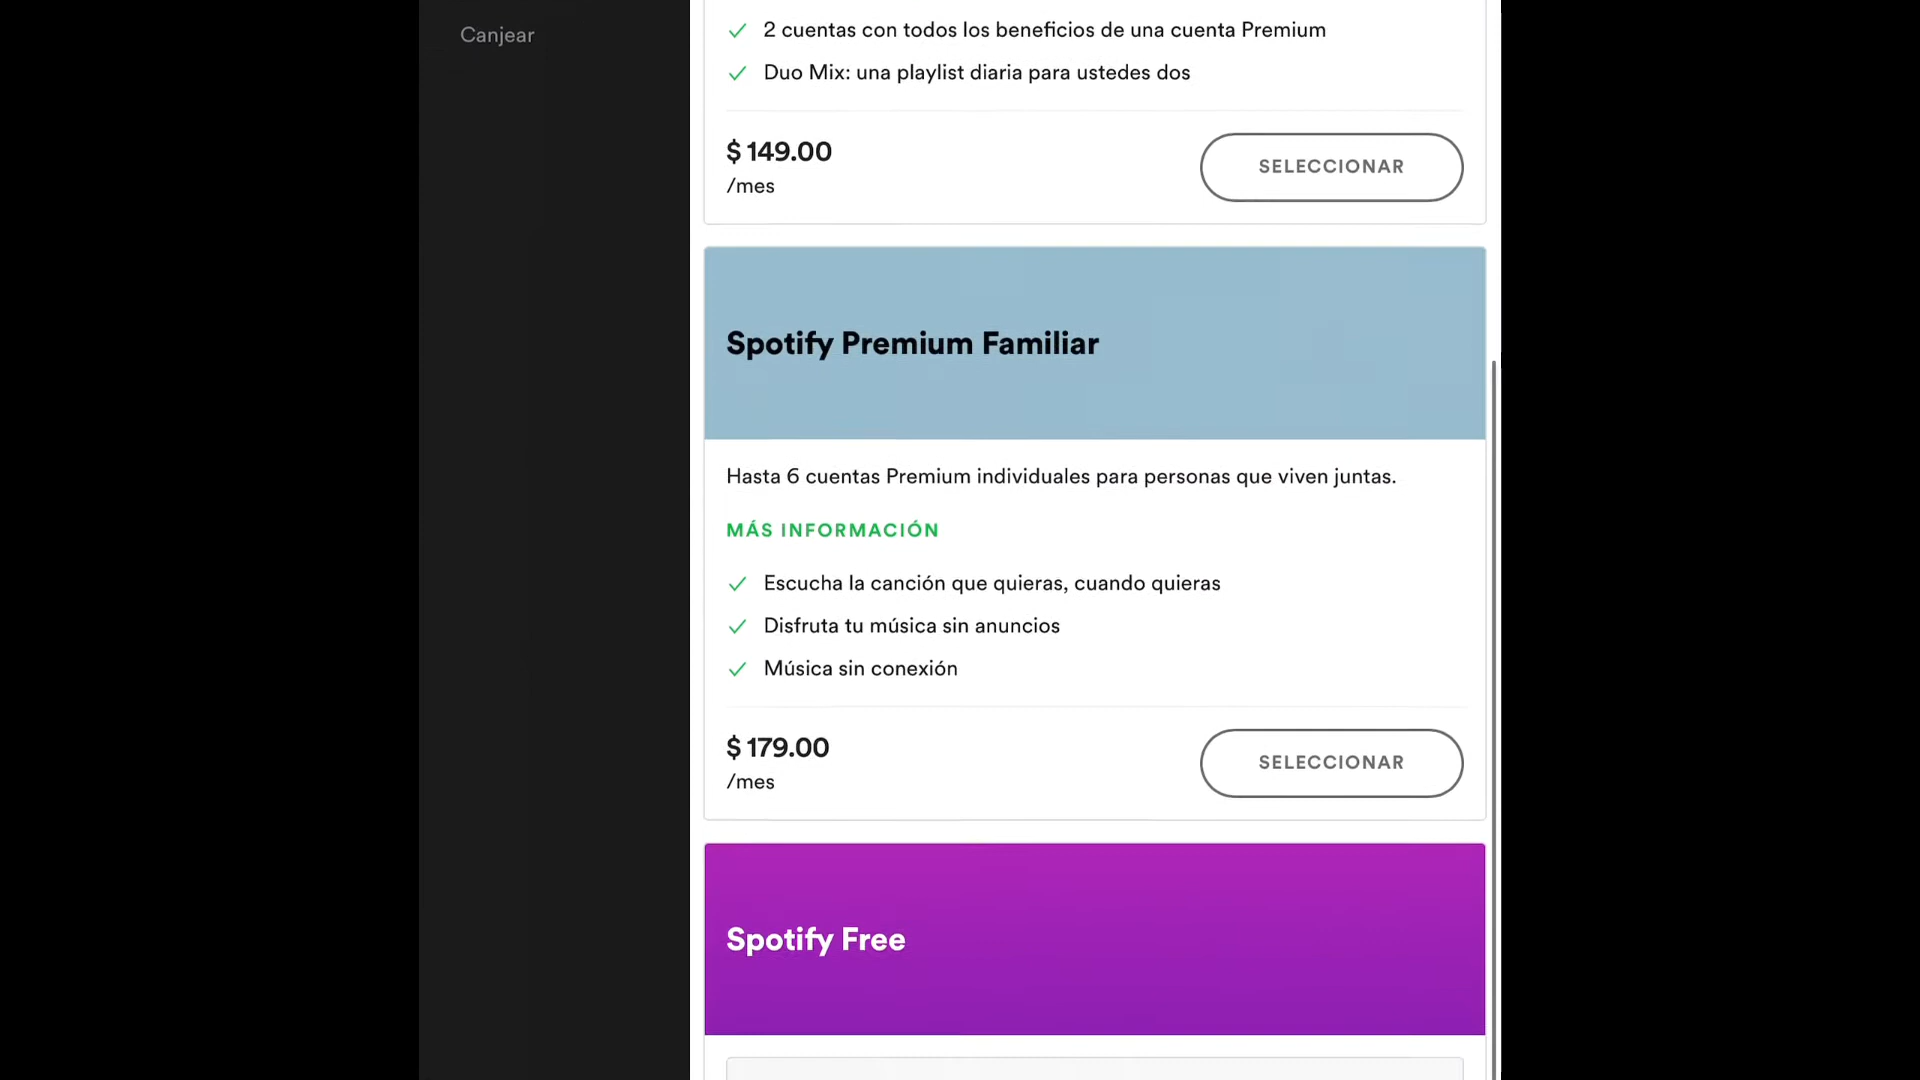 Canjear
2 cuentas con todos los beneficios de una cuenta Premium
Duo Mix: una playlist diaria para ustedes dos
$ 149.00
/mes
SELECCIONAR
Spotify Premium Familiar
Hasta 6 cuentas Premium individuales para personas que viven juntas.
MÁS INFORMACIÓN
Escucha la canción que quieras, cuando quieras
Disfruta tu música sin anuncios
Música sin conexión
$ 179.00
/mes
SELECCIONAR
Spotify Free